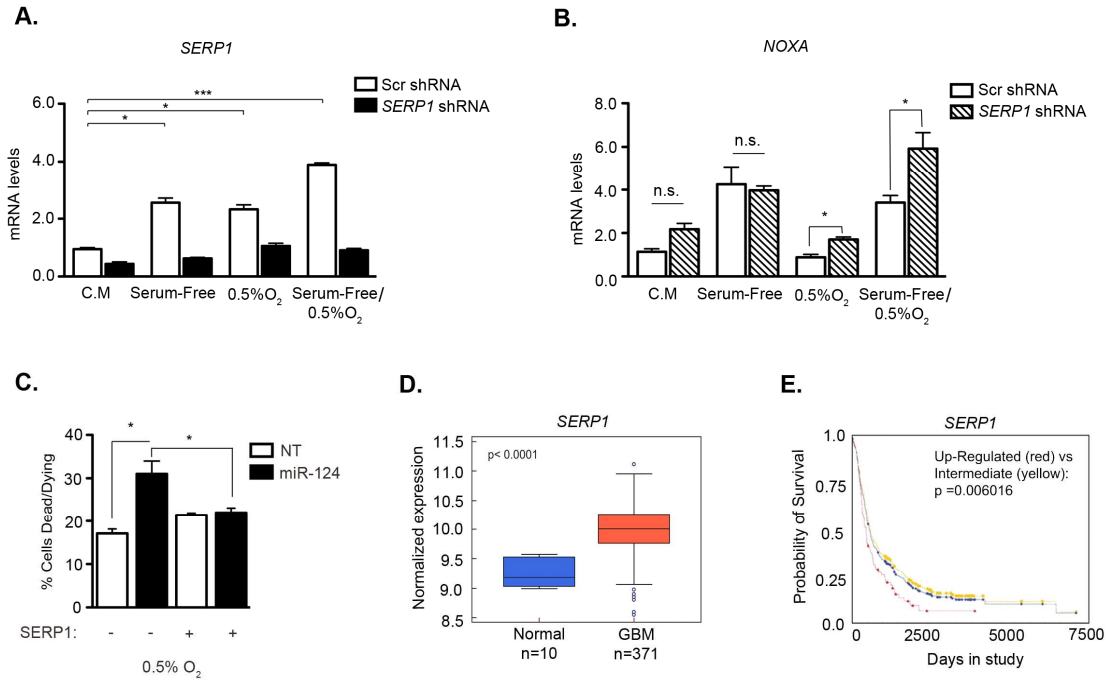 A.
SERP1
Scr shRNA
SERP1 shRNA
6.0
4.0
2.0
0.0
mRNA levels
***
*
*
C.M
Serum-Free
0.5%O2
Serum-Free/
0.5%O2
B.
NOXA
Scr shRNA
SERP1 shRNA
8.0
6.0
4.0
2.0
0.0
mRNA levels
n.s.
n.s.
*
*
C.M
Serum-Free
0.5%O2
Serum-Free/
0.5%O2
C.
NT
miR-124
40
30
20
10
0
% Cells Dead/Dying
*
*
SERP1: - - + +
0.5% O2
D.
SERP1
p< 0.0001
11.5
11.0
10.5
10.0
9.5
9.0
8.5
Normalized expression
Normal
n=10
GBM
n=371
E.
SERP1
Up-Regulated (red) vs
Intermediate (yellow):
p =0.006016
1.0
0.75
0.5
0.25
0
Probability of Survival
0 2500 5000 7500
Days in study